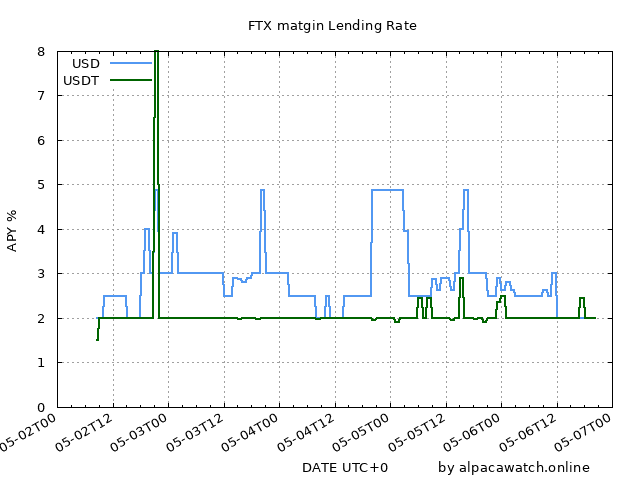 FTX matgin Lending Rate
USD
USDT
8
7
6
5
4
3
2
1
0
APY %
05-02T00
05-02T12
05-03T00
05-03T12
05-04T00
05-04T12
05-05T00
05-05T12
05-06T00
05-06T12
05-07T00
DATE UTC+0
by alpacawatch.online